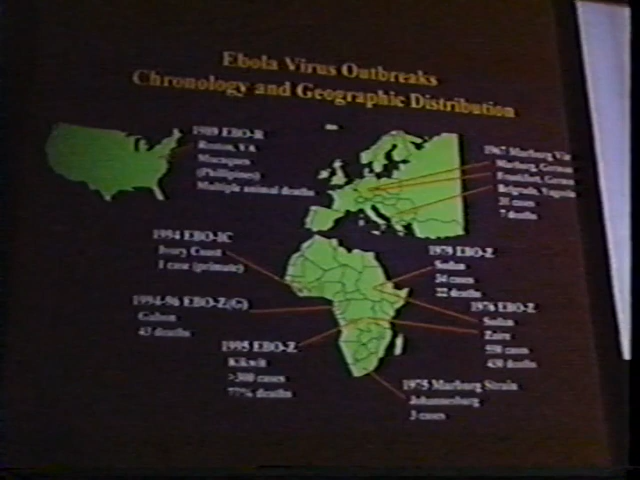 Ebola Virus Outbreaks
Chronology and Geographic Distribution
1989 EBO-R
Reston, VA
Macaques
(Phillipines)
Multiple animal deaths
1967 Marburg Vir
Marburg, German
Frankfurt, German
Belgrade, Yugosla
31 cases
7 deaths
1994 EBO-IC
Ivory Coast
1 case (primate)
1979 EBO-Z
Sudan
34 cases
22 deaths
1994-96 EBO-Z(G)
Gabon
43 deaths
1976 EBO-Z
Sudan
Zaire
550 cases
430 deaths
1995 EBO-Z
Kikwit
>300 cases
77% deaths
1975 Marburg Strain
Johannesburg
3 cases